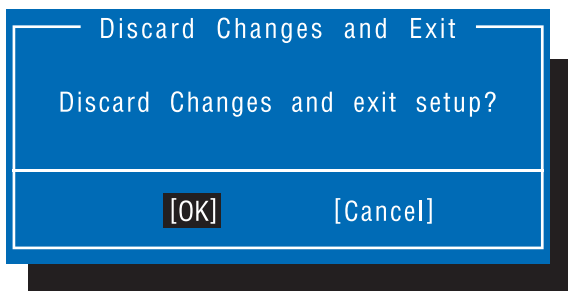 Discard Changes and Exit
Discard Changes and exit setup?
[OK] [Cancel]